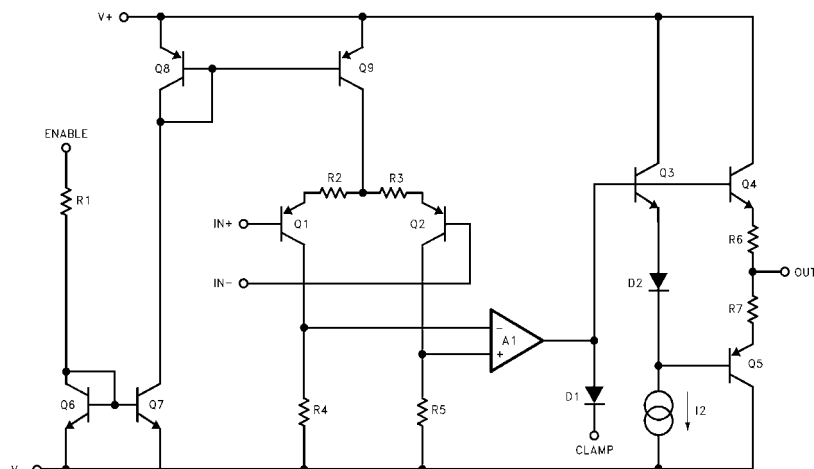 V+
Q8
Q9
ENABLE
R1
R2
R3
Q3
Q4
IN+
Q1
Q2
R6
OUT
IN-
D2
R7
A1
-
+
Q5
Q6
Q7
R4
R5
D1
I2
CLAMP
V-